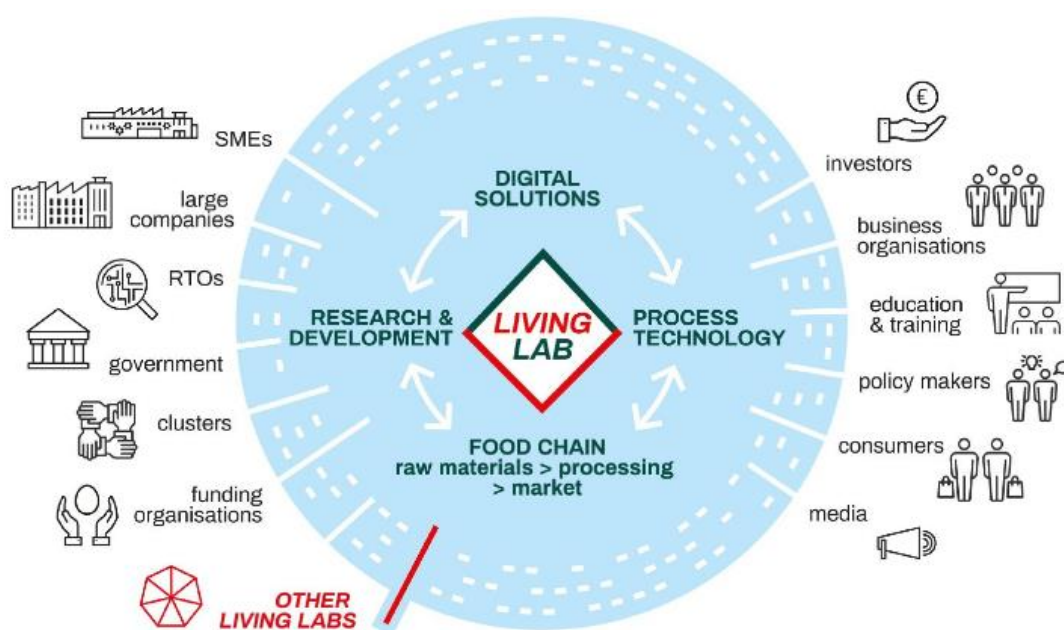 SMEs
large
companies
RTOs
government
clusters
funding
organisations
OTHER
LIVING LABS
DIGITAL
SOLUTIONS
RESEARCH &
DEVELOPMENT
LIVING
LAB
PROCESS
TECHNOLOGY
FOOD CHAIN
raw materials > processing
> market
€
investors
business
organisations
education
& training
policy makers
consumers
media